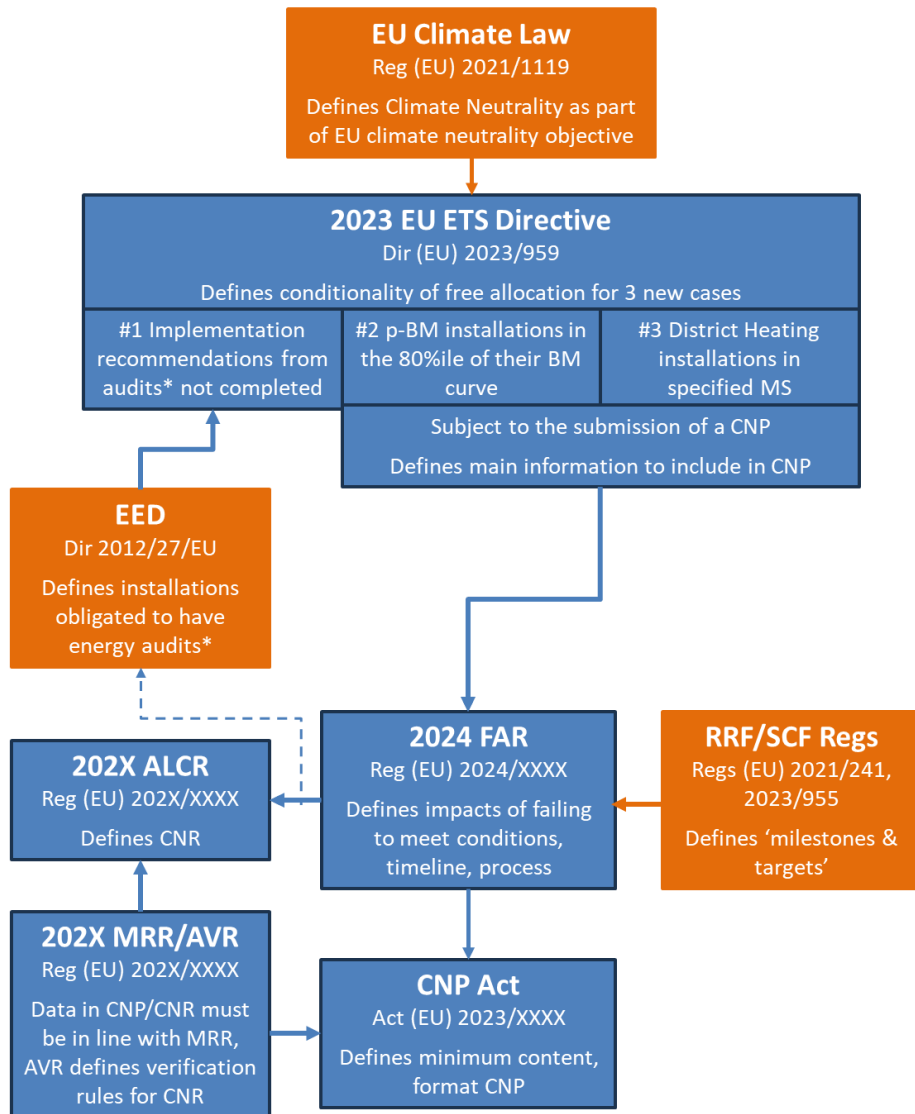 EU Climate Law
Reg (EU) 2021/1119
Defines Climate Neutrality as part
of EU climate neutrality objective
2023 EU ETS Directive
Dir (EU) 2023/959
Defines conditionality of free allocation for 3 new cases
#1 Implementation
recommendations from
audits* not completed
#2 p-BM installations in
the 80%ile of their BM
curve
#3 District Heating
installations in
specified MS
Subject to the submission of a CNP
Defines main information to include in CNP
EED
Dir 2012/27/EU
Defines installations
obligated to have
energy audits*
202X ALCR
Reg (EU) 202X/XXXX
Defines CNR
2024 FAR
Reg (EU) 2024/XXXX
Defines impacts of failing
to meet conditions,
timeline, process
RRF/SCF Regs
Regs (EU) 2021/241,
2023/955
Defines ‘milestones &
targets’
202X MRR/AVR
Reg (EU) 202X/XXXX
Data in CNP/CNR must
be in line with MRR,
AVR defines verification
rules for CNR
CNP Act
Act (EU) 2023/XXXX
Defines minimum content,
format CNP